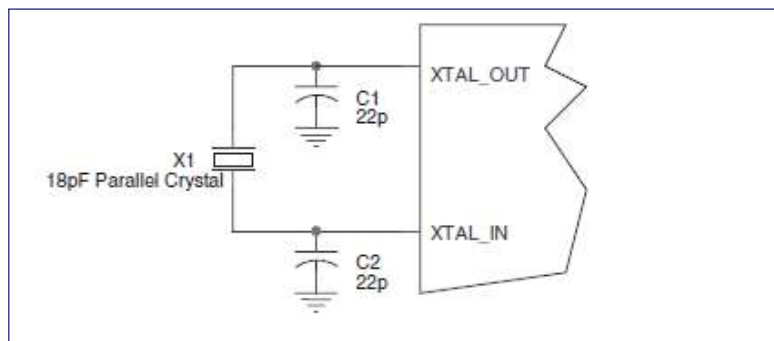 XTAL_OUT
C1
22p
X1
18pF Parallel Crystal
XTAL_IN
C2
22p